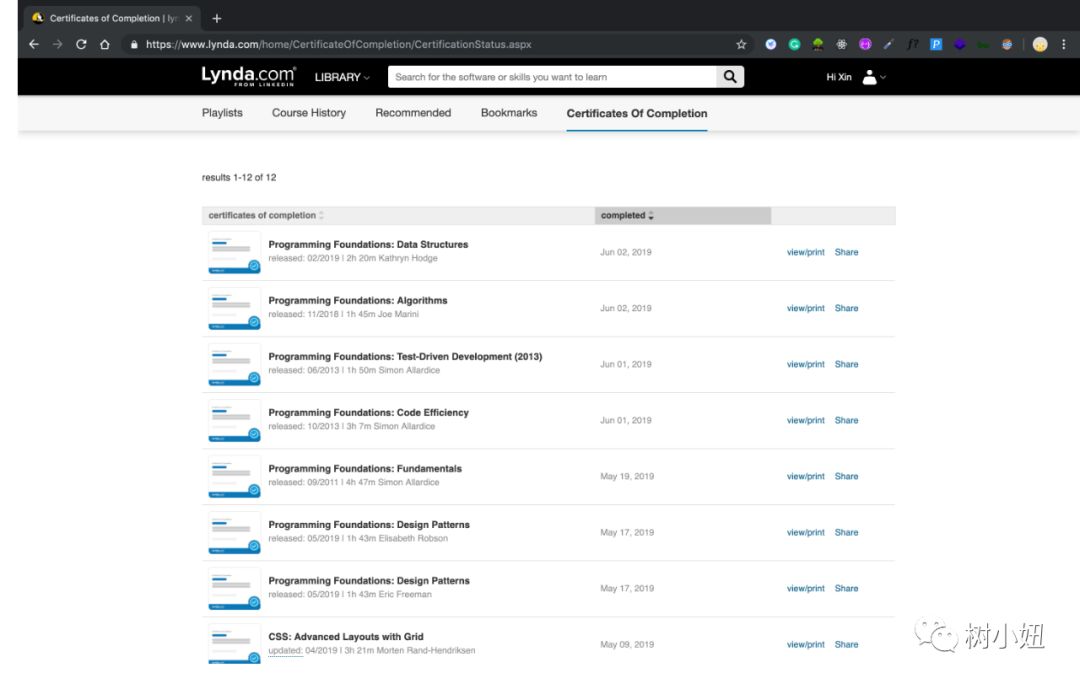 Certificates of Completion | lyn
https://www.lynda.com/home/CertificateOfCompletion/CertificationStatus.aspx
Lynda.com LIBRARY Search for the software or skills you want to learn Hi Xin
FROM LINKEDIN
Playlists Course History Recommended Bookmarks Certificates Of Completion
results 1-12 of 12
certificates of completion completed
Programming Foundations: Data Structures
released: 02/2019 | 2h 20m Kathryn Hodge
Jun 02, 2019 view/print Share
Programming Foundations: Algorithms
released: 11/2018 | 1h 45m Joe Marini
Jun 02, 2019 view/print Share
Programming Foundations: Test-Driven Development (2013)
released: 06/2013 | 1h 50m Simon Allardice
Jun 01, 2019 view/print Share
Programming Foundations: Code Efficiency
released: 10/2013 | 3h 7m Simon Allardice
Jun 01, 2019 view/print Share
Programming Foundations: Fundamentals
released: 09/2011 | 4h 47m Simon Allardice
May 19, 2019 view/print Share
Programming Foundations: Design Patterns
released: 05/2019 | 1h 43m Elisabeth Robson
May 17, 2019 view/print Share
Programming Foundations: Design Patterns
released: 05/2019 | 1h 43m Eric Freeman
May 17, 2019 view/print Share
CSS: Advanced Layouts with Grid
updated: 04/2019 | 3h 21m Morten Rand-Hendriksen
May 09, 2019 view/print Share
树小妞